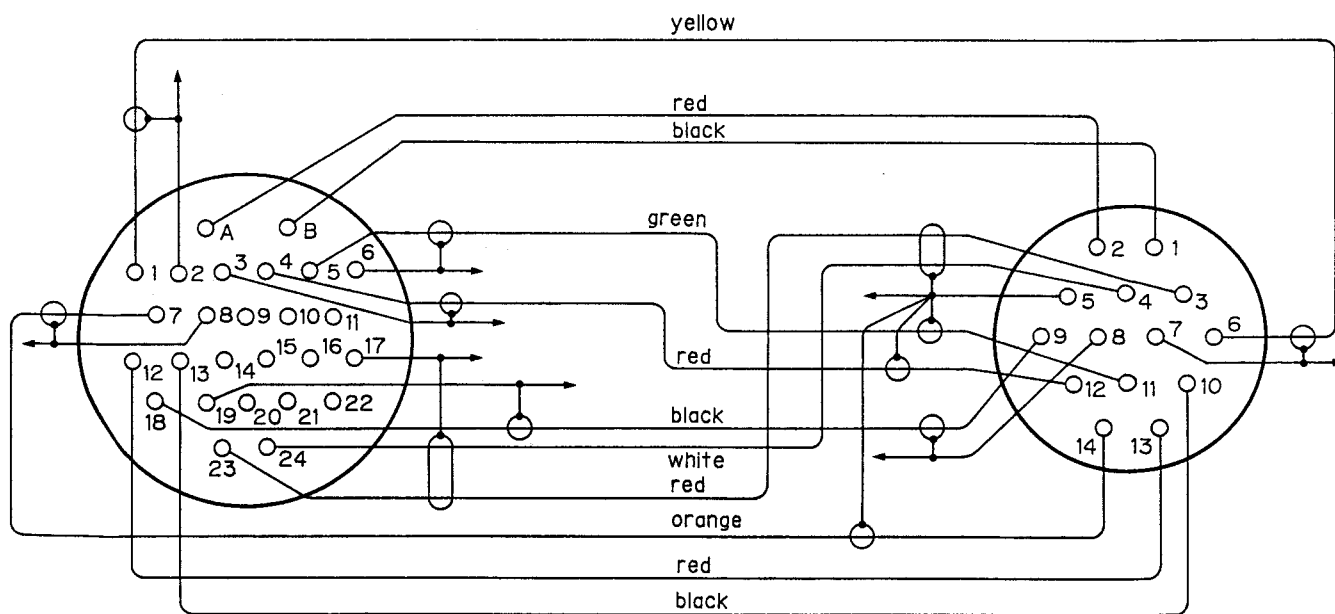 yellow
red
black
green
A B
1 2 3 4 5 6
7 8 9 10 11
12 13 14 15 16 17
18 19 20 21 22
23 24
2 1
5 4 3
9 8 7 6
12 11 10
14 13
red
black
white
red
orange
red
black